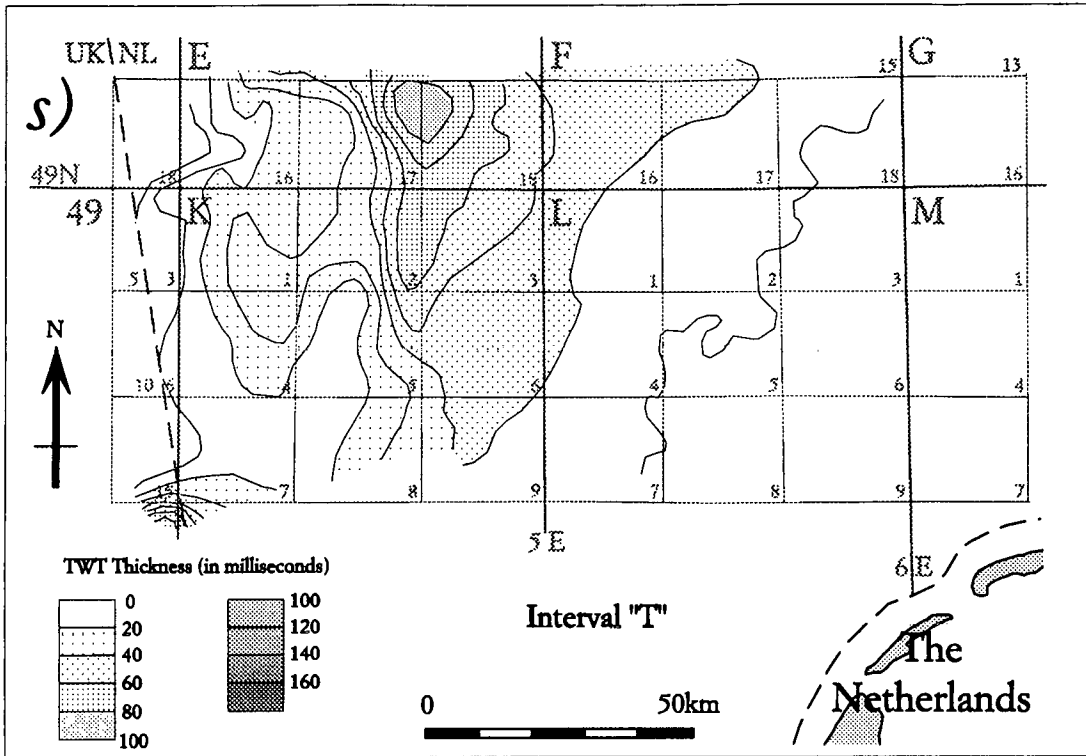 UK\NL E F G
15 13
s)
49N 18 16 17 18 16 17 18 16
49 K L M
5 3 1 2 3 1 2 3 1
N
10 6 4 5 6 4 5 6 4
15 7 8 9 7 8 9 7
5 E
6 E
TWT Thickness (in milliseconds)
0
20
40
60
80
100
100
120
140
160
Interval "T"
0 50km
The
Netherlands